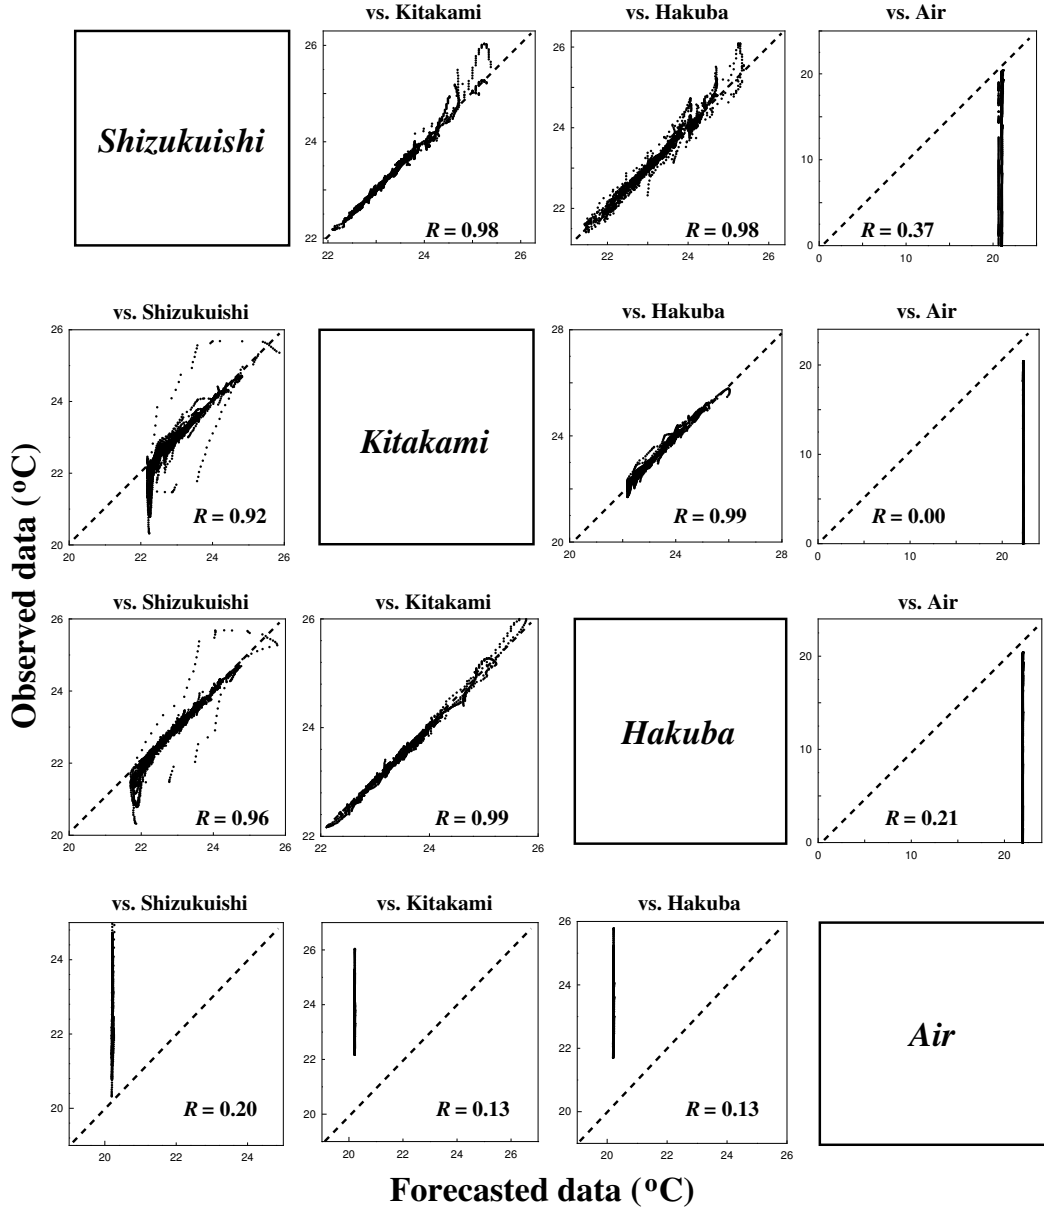 vs. Kitakami
vs. Hakuba
vs. Air
Shizukuishi
26
24
22
22
24
26
R = 0.98
26
24
22
22
24
26
R = 0.98
20
10
0
0
10
20
R = 0.37
vs. Shizukuishi
vs. Hakuba
vs. Air
26
24
22
20
20
22
24
26
R = 0.92
Kitakami
28
26
24
22
20
20
22
24
26
28
R = 0.99
20
10
0
0
10
20
R = 0.00
vs. Shizukuishi
vs. Kitakami
vs. Air
26
24
22
20
20
22
24
26
R = 0.96
26
24
22
22
24
26
R = 0.99
Hakuba
20
10
0
0
10
20
R = 0.21
vs. Shizukuishi
vs. Kitakami
vs. Hakuba
24
22
20
20
22
24
R = 0.20
26
24
22
20
20
22
24
26
R = 0.13
26
24
22
20
20
22
24
26
R = 0.13
Air
Observed data (°C)
Forecasted data (°C)